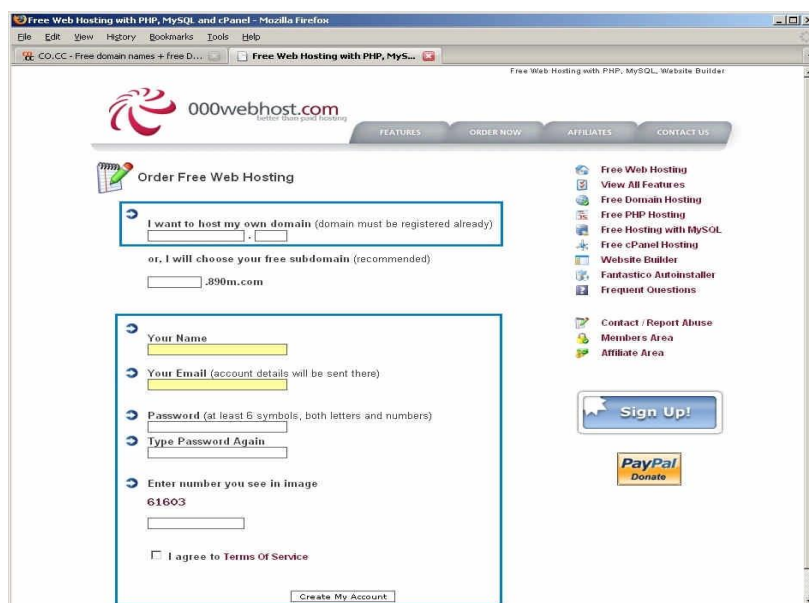 Free Web Hosting with PHP, MySQL and cPanel - Mozilla Firefox
File Edit View History Bookmarks Tools Help
CO.CC - Free domain names + free D... Free Web Hosting with PHP, MyS...
Free Web Hosting with PHP, MySQL, Website Builder
000webhost.com
better than paid hosting
FEATURES ORDER NOW AFFILIATES CONTACT US
Order Free Web Hosting
I want to host my own domain (domain must be registered already)
.
or, I will choose your free subdomain (recommended)
.890m.com
Your Name
Your Email (account details will be sent there)
Password (at least 6 symbols, both letters and numbers)
Type Password Again
Enter number you see in image
61603
I agree to Terms Of Service
Create My Account
Free Web Hosting
View All Features
Free Domain Hosting
Free PHP Hosting
Free Hosting with MySQL
Free cPanel Hosting
Website Builder
Fantastico Autoinstaller
Frequent Questions
Contact / Report Abuse
Members Area
Affiliate Area
Sign Up!
PayPal
Donate